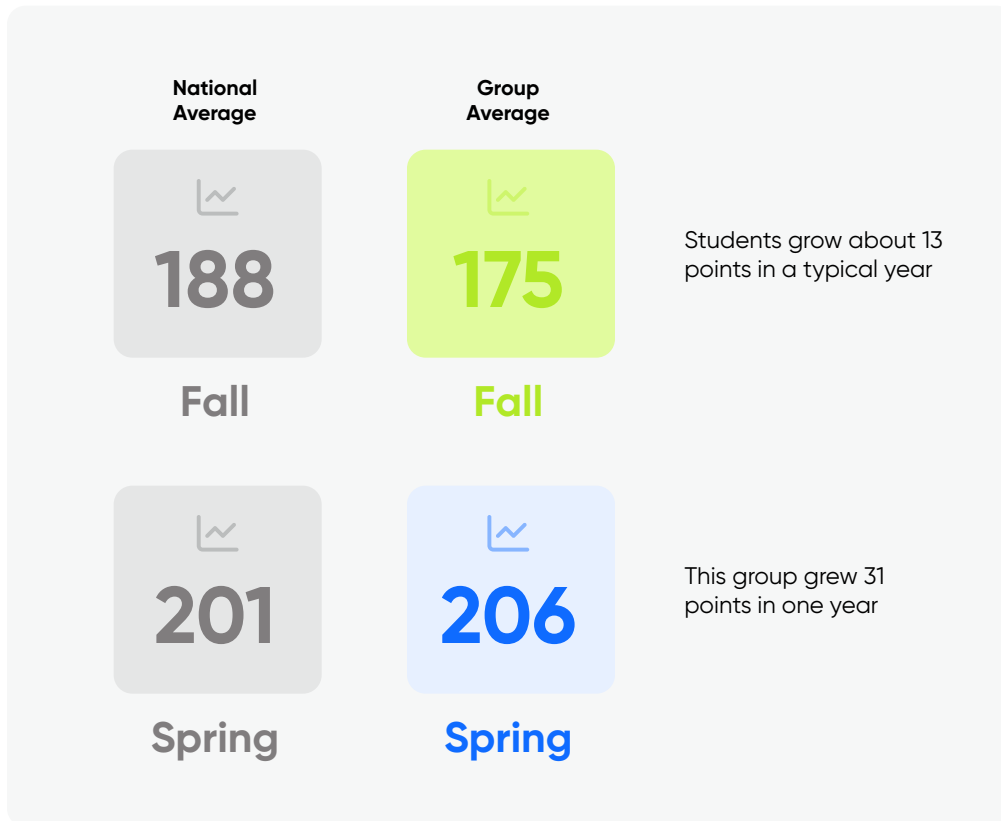 National
Average
Group
Average
188
175
Students grow about 13
points in a typical year
Fall
Fall
201
206
This group grew 31
points in one year
Spring
Spring